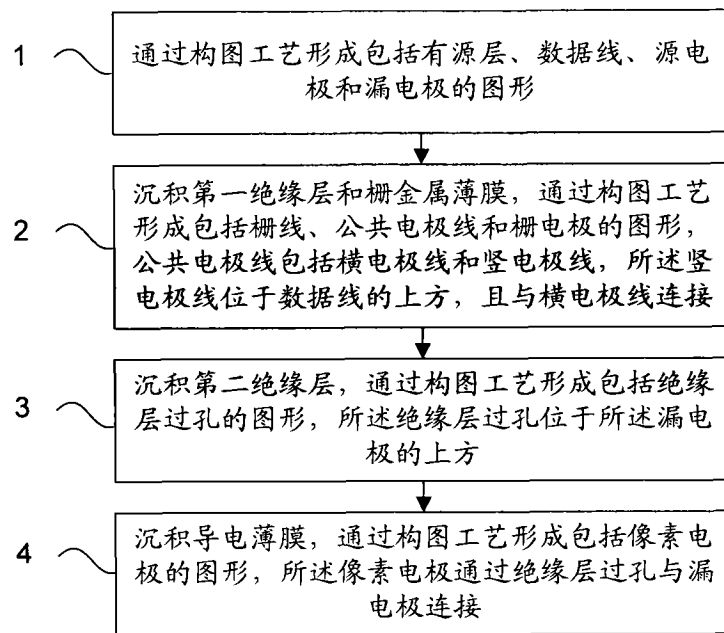 1
通过构图工艺形成包括有源层、数据线、源电
极和漏电极的图形
2
沉积第一绝缘层和栅金属薄膜，通过构图工艺
形成包括栅线、公共电极线和栅电极的图形，
公共电极线包括横电极线和竖电极线，所述竖
电极线位于数据线的上方，且与横电极线连接
3
沉积第二绝缘层，通过构图工艺形成包括绝缘
层过孔的图形，所述绝缘层过孔位于所述漏电
极的上方
4
沉积导电薄膜，通过构图工艺形成包括像素电
极的图形，所述像素电极通过绝缘层过孔与漏
电极连接